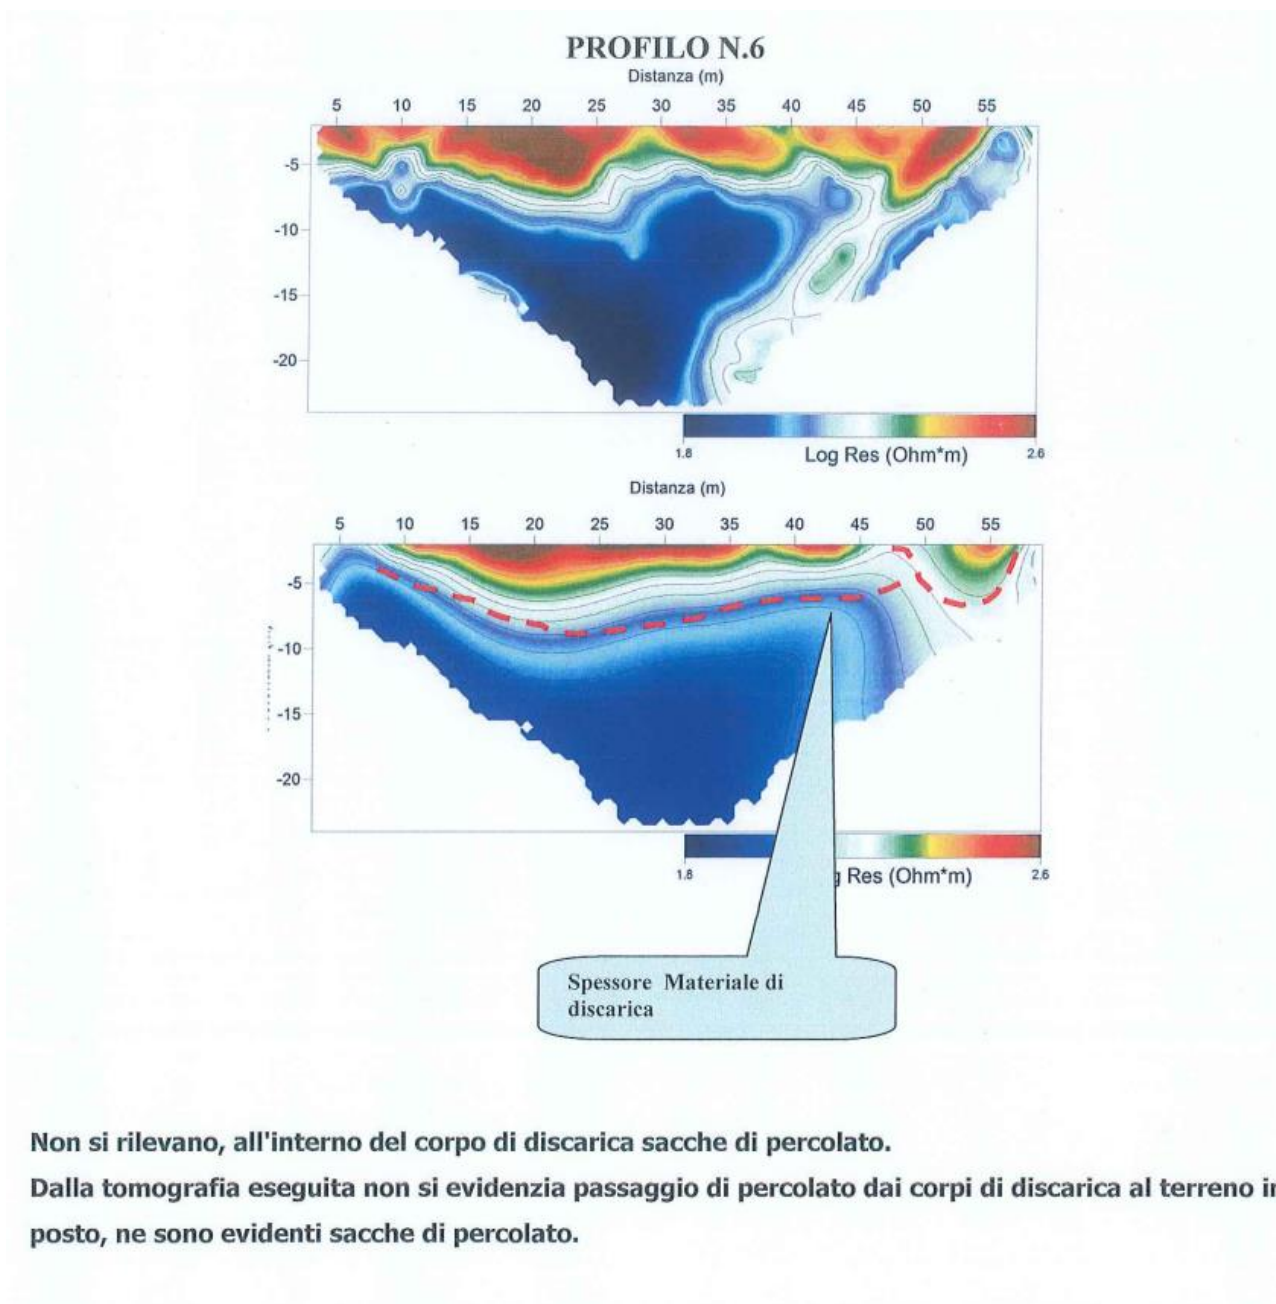 PROFILO N.6
Distanza (m)
5 10 15 20 25 30 35 40 45 50 55
-5
-10
-15
-20
1.8 2.6
Log Res (Ohm*m)
Distanza (m)
5 10 15 20 25 30 35 40 45 50 55
-5
-10
-15
-20
1.8 2.6
g Res (Ohm*m)
Spessore Materiale di
discarica
Non si rilevano, all'interno del corpo di discarica sacche di percolato.
Dalla tomografia eseguita non si evidenzia passaggio di percolato dai corpi di discarica al terreno in
posto, ne sono evidenti sacche di percolato.